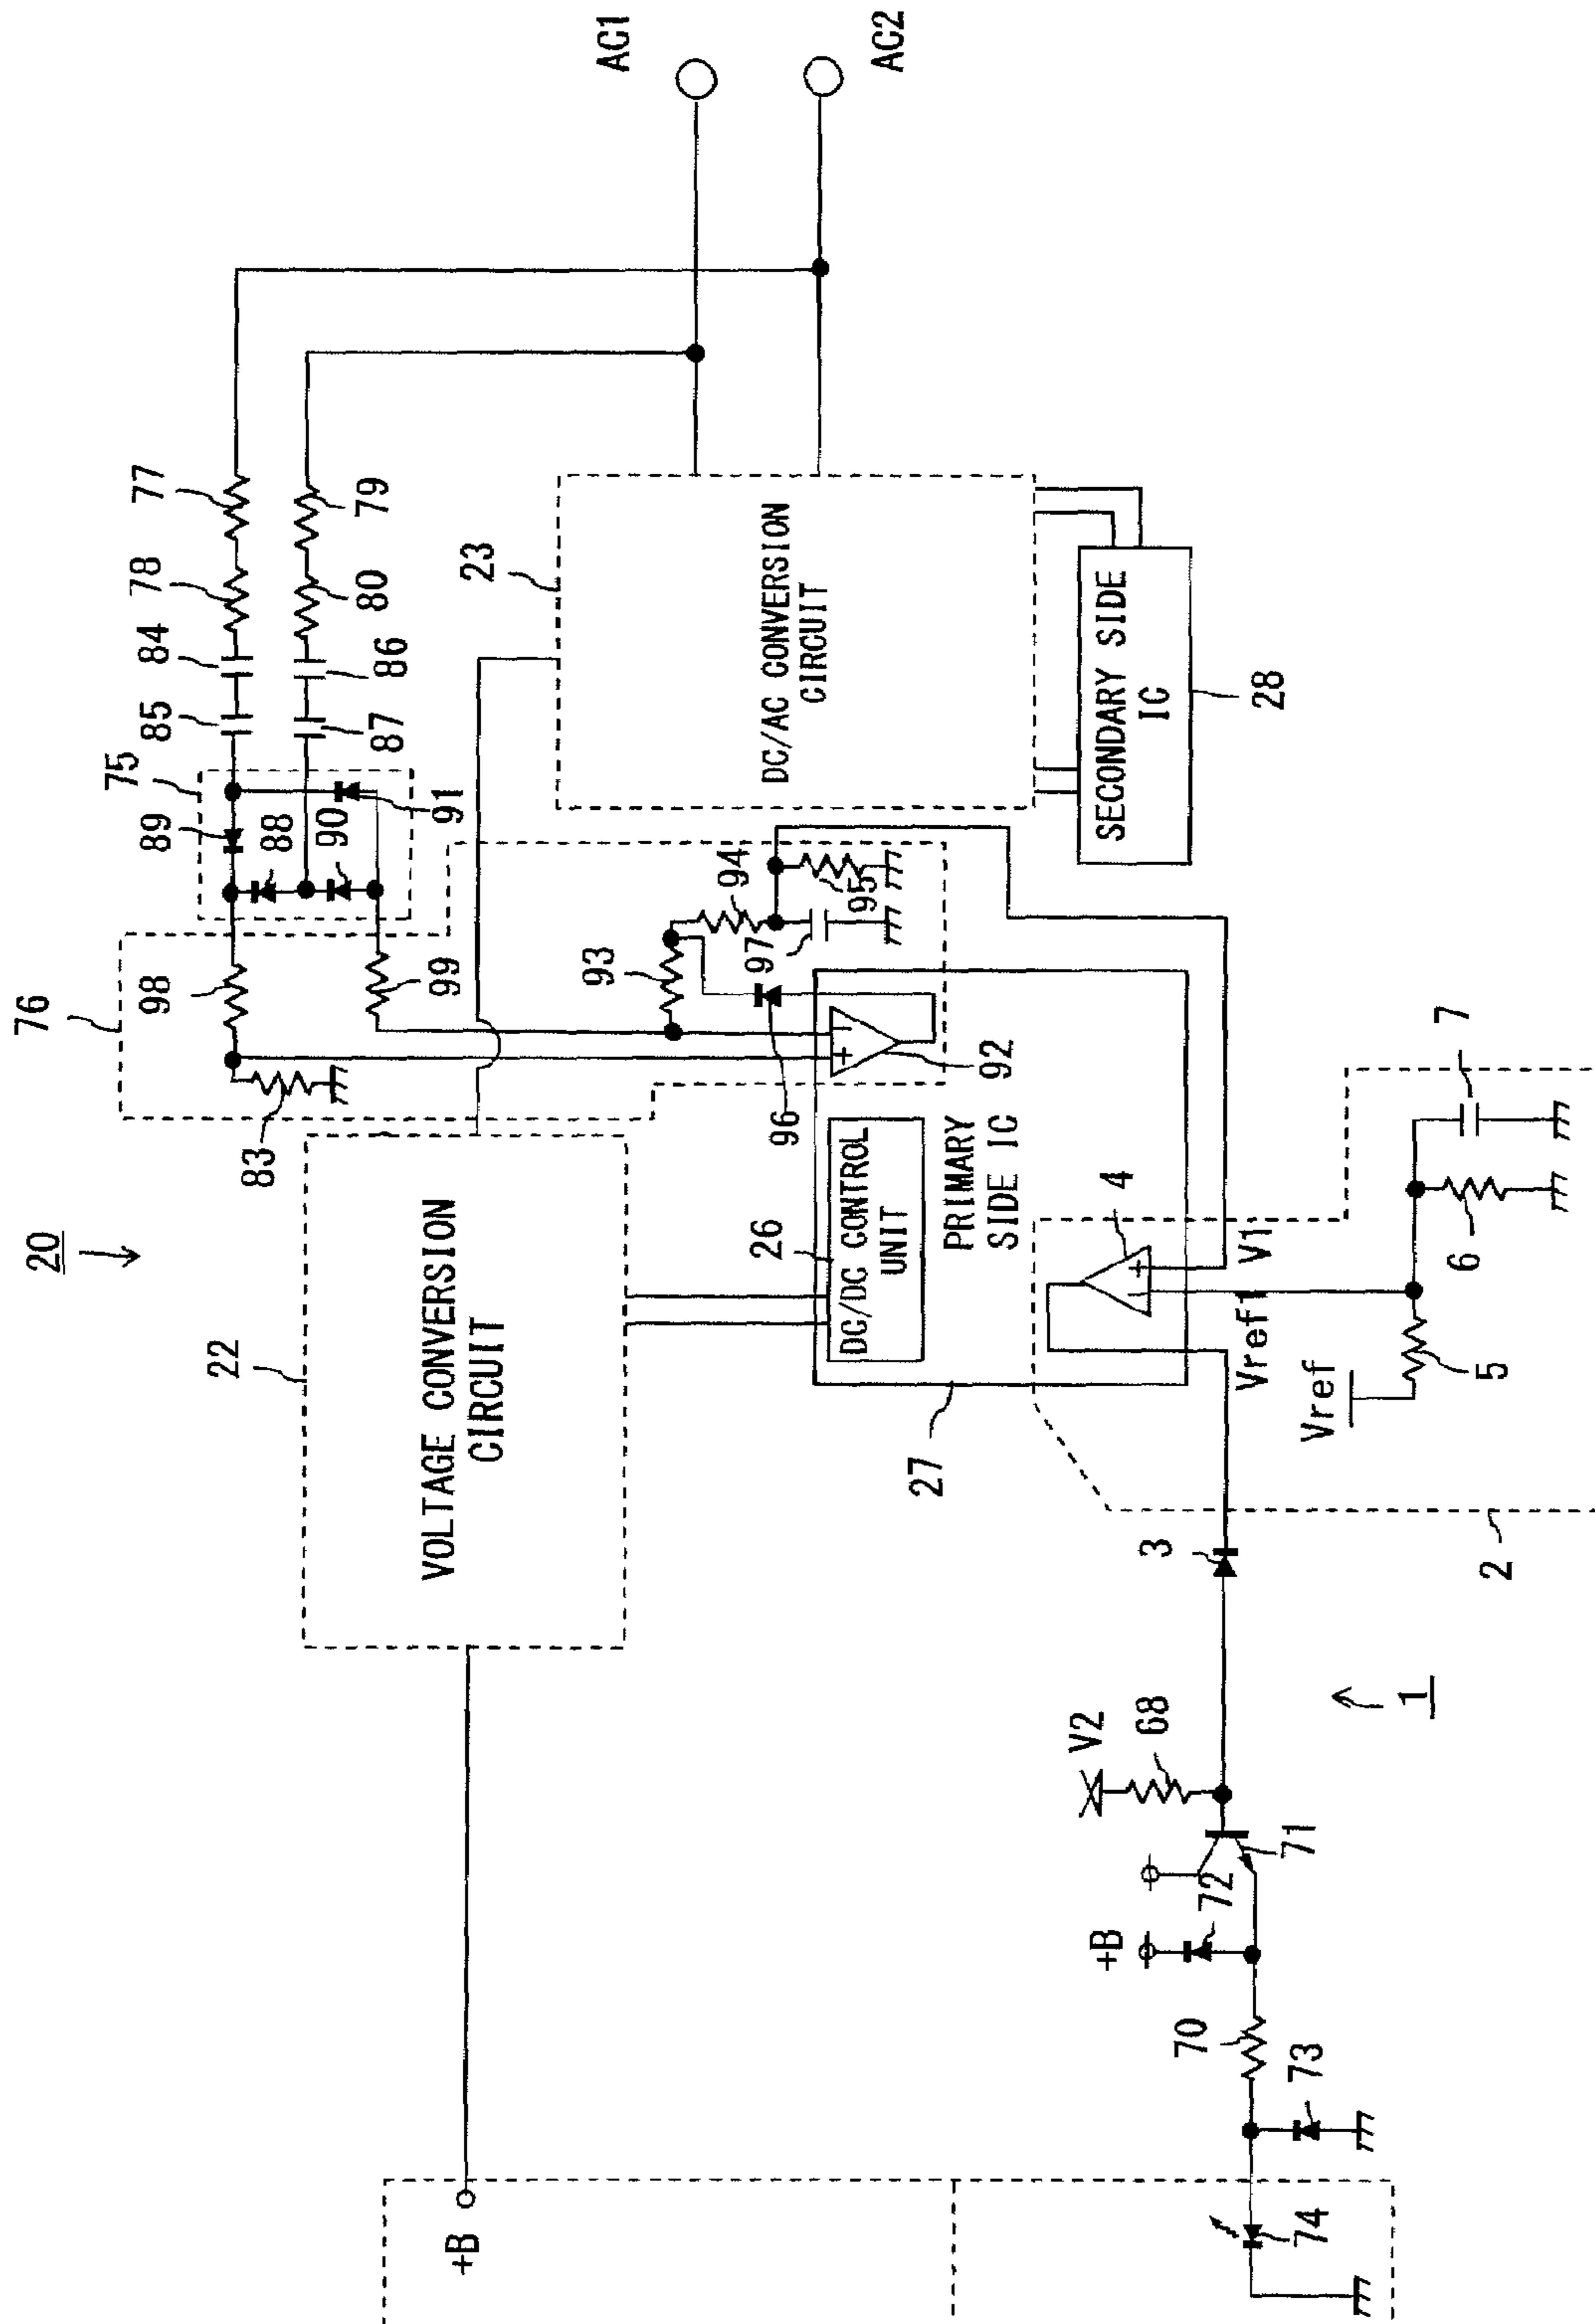 20
76
75
85
84
78
77
98
89
22
83
88
90
87
86
80
79
99
91
+B
VOLTAGE CONVERSION
CIRCUIT
23
93
AC1
94
97
96
26
DC/AC CONVERSION
CIRCUIT
DC/DC CONTROL
UNIT
95
AC2
27
PRIMARY
SIDE IC
92
V2
+B
4
SECONDARY SIDE
IC
3
68
70
72
Vref1
V1
28
71
73
74
Vref
1
7
6
5
2